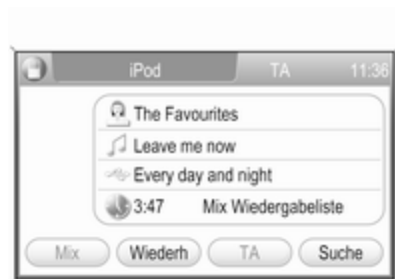 iPod TA 11:36
The Favourites
Leave me now
Every day and night
3:47 Mix Wiedergabeliste
Mix Wiederh TA Suche